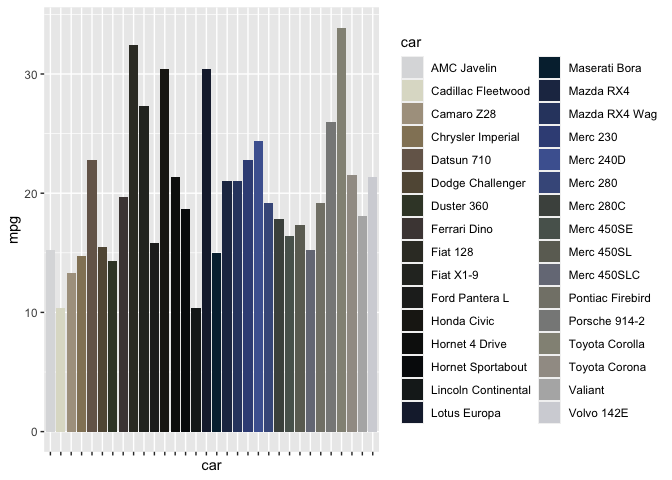 car
30
20
10
0
mpg
car
AMC Javelin
Cadillac Fleetwood
Camaro Z28
Chrysler Imperial
Datsun 710
Dodge Challenger
Duster 360
Ferrari Dino
Fiat 128
Fiat X1-9
Ford Pantera L
Honda Civic
Hornet 4 Drive
Hornet Sportabout
Lincoln Continental
Lotus Europa
Maserati Bora
Mazda RX4
Mazda RX4 Wag
Merc 230
Merc 240D
Merc 280
Merc 280C
Merc 450SE
Merc 450SL
Merc 450SLC
Pontiac Firebird
Porsche 914-2
Toyota Corolla
Toyota Corona
Valiant
Volvo 142E